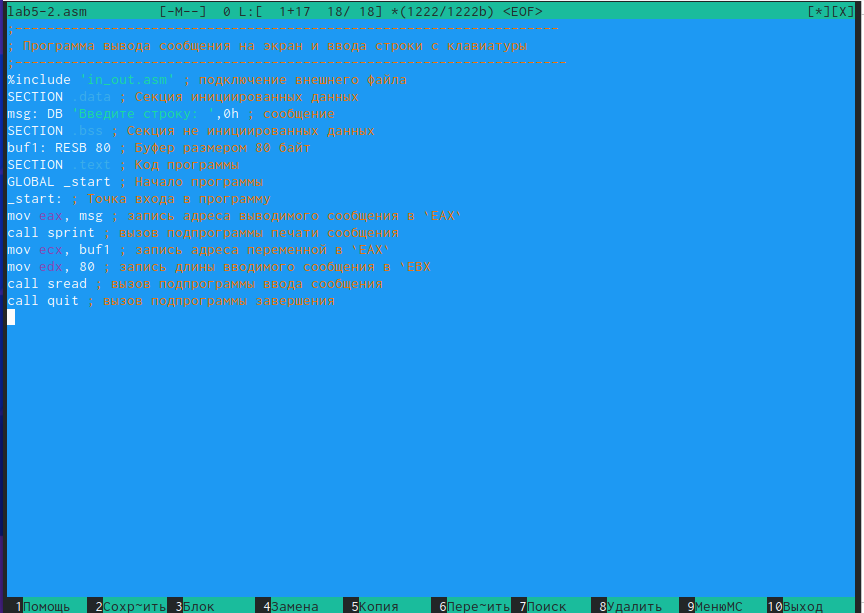 lab5-2.asm [-M--] 0 L:[ 1+17 18/ 18] *(1222/1222b) <EOF> [*][X]
;--------------------------------------------------------------------
; Программа вывода сообщения на экран и ввода строки с клавиатуры
;---------------------------------------------------------------------
%include 'in_out.asm' ; подключение внешнего файла
SECTION .data ; Секция инициированных данных
msg: DB 'Введите строку: ',0h ; сообщение
SECTION .bss ; Секция не инициированных данных
buf1: RESB 80 ; Буфер размером 80 байт
SECTION .text ; Код программы
GLOBAL _start ; Начало программы
_start: ; Точка входа в программу
mov eax, msg ; запись адреса выводимого сообщения в 'EAX'
call sprint ; вызов подпрограммы печати сообщения
mov ecx, buf1 ; запись адреса переменной в 'EAX'
mov edx, 80 ; запись длины вводимого сообщения в 'EBX
call sread ; вызов подпрограммы ввода сообщения
call quit ; вызов подпрограммы завершения
1Помощь 2Сохр~ить 3Блок 4Замена 5Копия 6Пере~ить 7Поиск 8Удалить 9МенюMC 10Выход